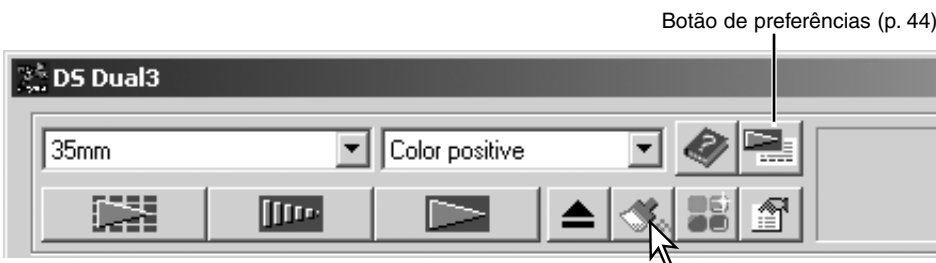 Botão de preferências (p. 44)
DS Dual3
35mm
Color positive